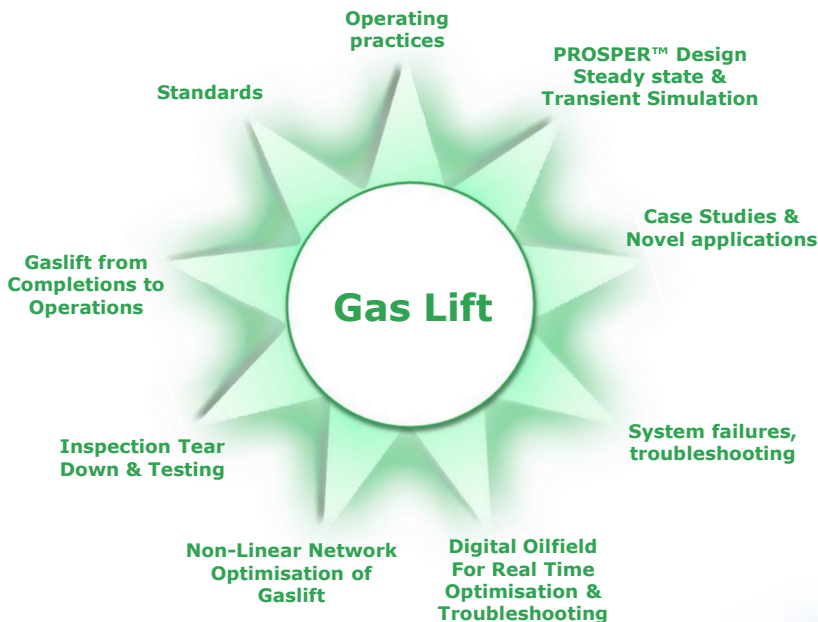 Operating
practices
PROSPER™ Design
Steady state &
Transient Simulation
Standards
Case Studies &
Novel applications
Gaslift from
Completions to
Operations
Gas Lift
System failures,
troubleshooting
Inspection Tear
Down & Testing
Non-Linear Network
Optimisation of
Gaslift
Digital Oilfield
For Real Time
Optimisation &
Troubleshooting